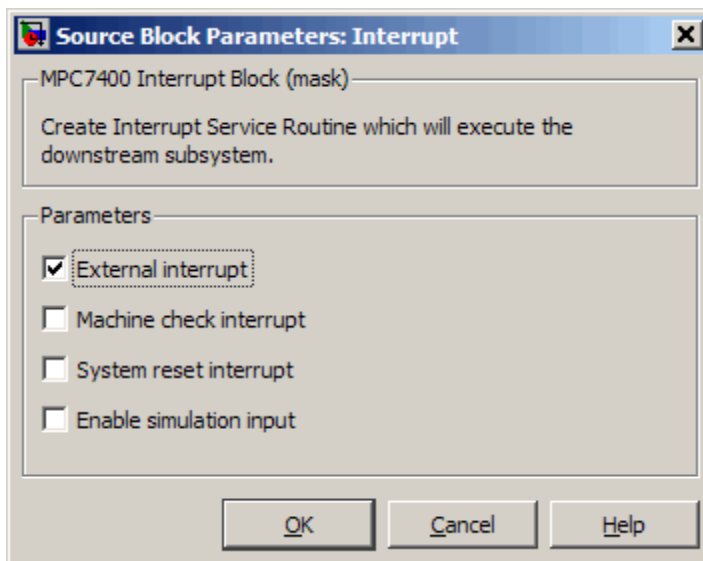 Source Block Parameters: Interrupt
MPC7400 Interrupt Block (mask)
Create Interrupt Service Routine which will execute the
downstream subsystem.
Parameters
External interrupt
Machine check interrupt
System reset interrupt
Enable simulation input
OK
Cancel
Help